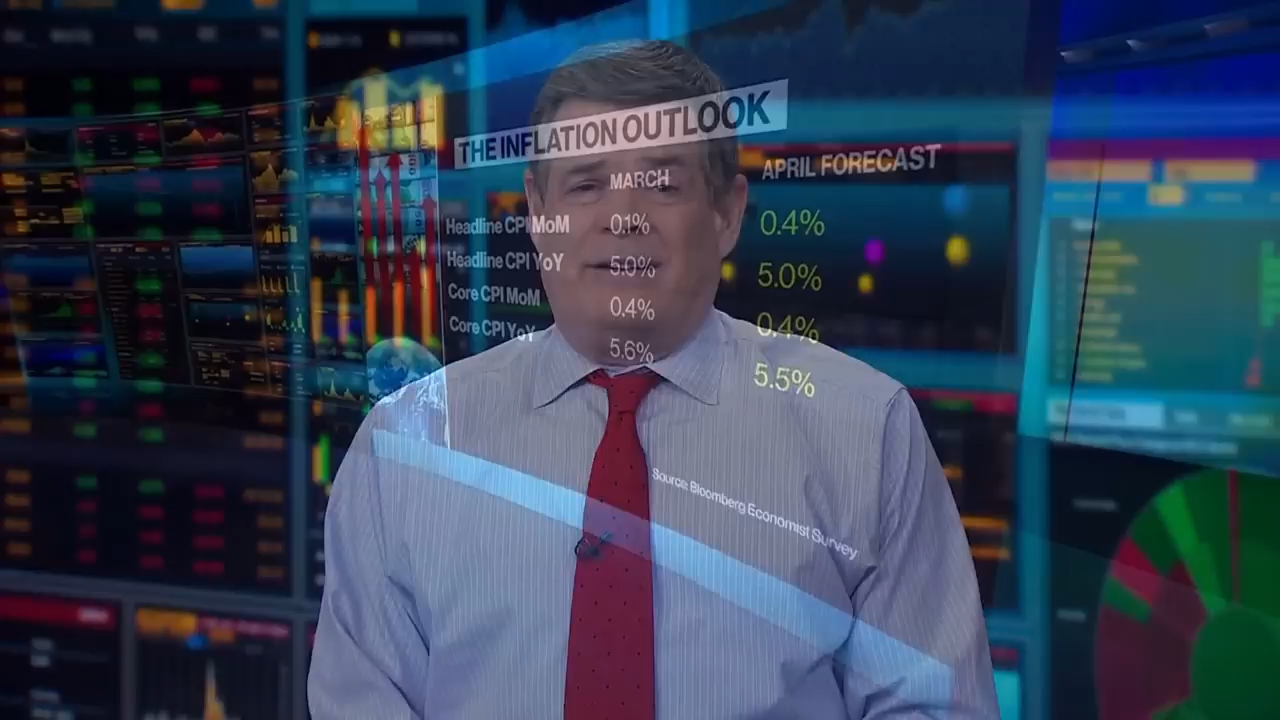 THE INFLATION OUTLOOK
MARCH APRIL FORECAST
Headline CPI MoM 0.1% 0.4%
Headline CPI YoY 5.0% 5.0%
Core CPI MoM 0.4% 0.4%
Core CPI YoY 5.6% 5.5%
Source: Bloomberg Economist Survey